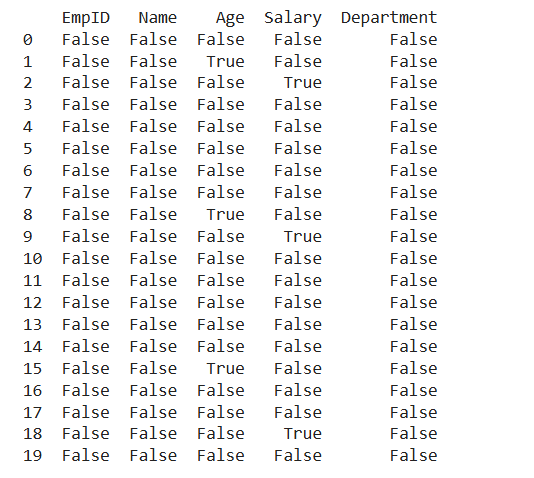 EmpID Name Age Salary Department
0 False False False False False
1 False False True False False
2 False False False True False
3 False False False False False
4 False False False False False
5 False False False False False
6 False False False False False
7 False False False False False
8 False False True False False
9 False False False True False
10 False False False False False
11 False False False False False
12 False False False False False
13 False False False False False
14 False False False False False
15 False False True False False
16 False False False False False
17 False False False False False
18 False False False True False
19 False False False False False